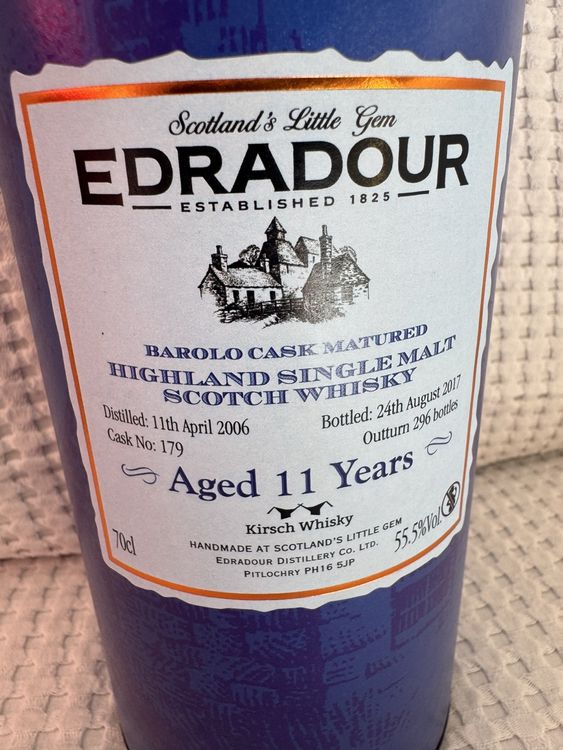 Scotland's Little Gem
EDRADOUR
ESTABLISHED 1825
BAROLO CASK MATURED
HIGHLAND SINGLE MALT
SCOTCH WHISKY
Distilled: 11th April 2006
Bottled: 24th August 2017
Cask No: 179
Outturn 296 bottles
Aged 11 Years
Kirsch Whisky
70cl
HANDMADE AT SCOTLAND'S LITTLE GEM
55.5%Vol.
EDRADOUR DISTILLERY CO. LTD.
PITLOCHRY PH16 5JP